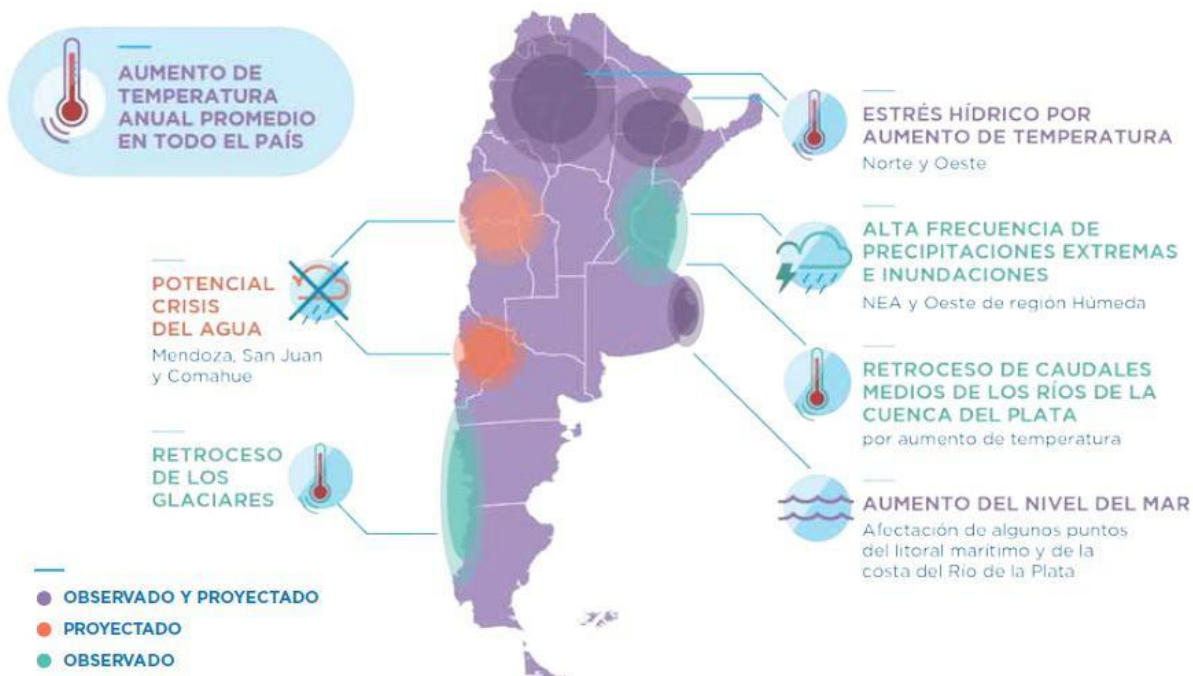 AUMENTO DE
TEMPERATURA
ANUAL PROMEDIO
EN TODO EL PAÍS
POTENCIAL
CRISIS
DEL AGUA
Mendoza, San Juan
y Comahue
RETROCESO
DE LOS
GLACIARES
OBSERVADO Y PROYECTADO
PROYECTADO
OBSERVADO
ESTRÉS HÍDRICO POR
AUMENTO DE TEMPERATURA
Norte y Oeste
ALTA FRECUENCIA DE
PRECIPITACIONES EXTREMAS
E INUNDACIONES
NEA y Oeste de región Húmeda
RETROCESO DE CAUDALES
MEDIOS DE LOS RÍOS DE LA
CUENCA DEL PLATA
por aumento de temperatura
AUMENTO DEL NIVEL DEL MAR
Afectación de algunos puntos
del litoral marítimo y de la
costa del Río de la Plata